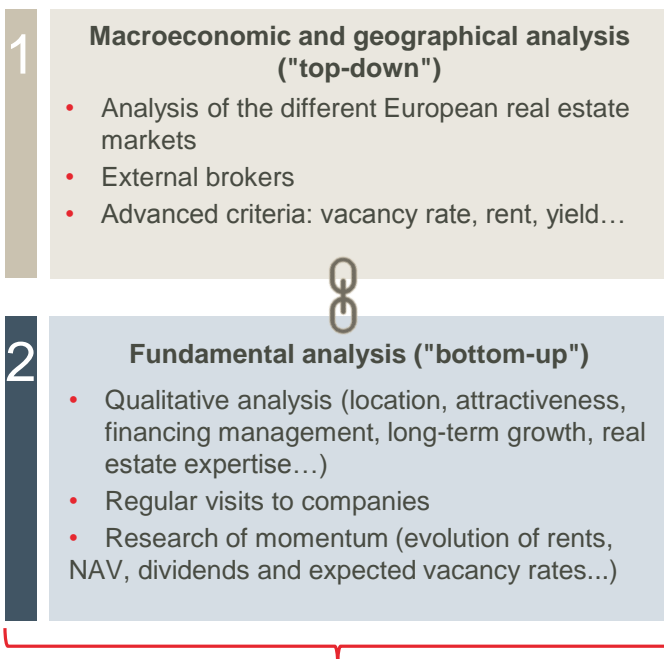 1
Macroeconomic and geographical analysis
("top-down")
• Analysis of the different European real estate
markets
• External brokers
• Advanced criteria: vacancy rate, rent, yield…
2
Fundamental analysis ("bottom-up")
• Qualitative analysis (location, attractiveness,
financing management, long-term growth, real
estate expertise…)
• Regular visits to companies
• Research of momentum (evolution of rents,
NAV, dividends and expected vacancy rates...)